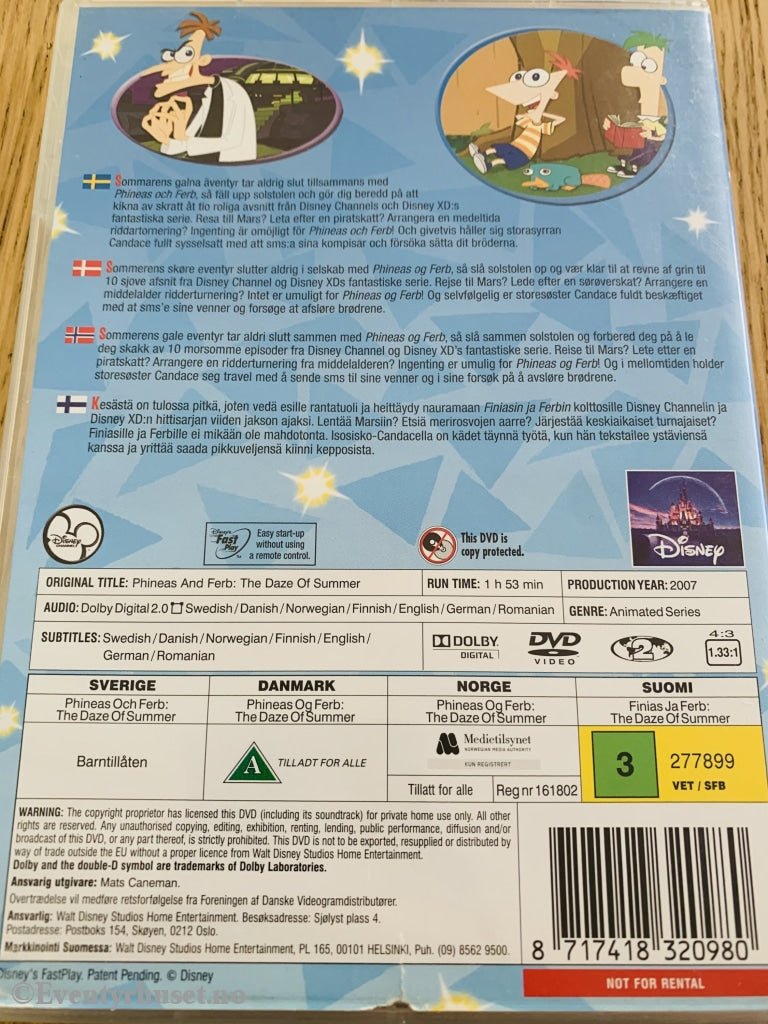 Sommarens galna äventyr tar aldrig slut tillsammans med
Phineas och Ferb, så fäll upp solstolen och gör dig beredd på att
kikna av skratt åt tio roliga avsnitt från Disney Channels och Disney XD:s
fantastiska serie. Resa till Mars? Leta efter en piratskatt? Arrangera en medeltida
riddartornering? Ingenting är omöjligt för Phineas och Ferb! Och givetvis håller sig storasyrran
Candace fullt sysselsatt med att sms:a sina kompisar och försöka sätta dit bröderna.
Sommerens skøre eventyr slutter aldrig i selskab med Phineas og Ferb, så slå solstolen op og vær klar til at revne af grin til
10 sjove afsnit fra Disney Channel og Disney XDs fantastiske serie. Rejse til Mars? Lede efter en sørøverskat? Arrangere en
middelalder ridderturnering? Intet er umuligt for Phineas og Ferb! Og selvfølgelig er storesøster Candace fuldt beskæftiget
med at sms'e sine venner og forsøge at afsløre brødrene.
Sommerens gale eventyr tar aldri slutt sammen med Phineas og Ferb, så slå sammen solstolen og forbered deg på å le
deg skakk av 10 morsomme episoder fra Disney Channel og Disney XD's fantastiske serie. Reise til Mars? Lete etter en
piratskatt? Arrangere en ridderturnering fra middelalderen? Ingenting er umulig for Phineas og Ferb! Og i mellomtiden holder
storesøster Candace seg travel med å sende sms til sine venner og i sine forsøk på å avsløre brødrene.
Kesästä on tulossa pitkä, joten vedä esille rantatuoli ja heittäydy nauramaan Finiasin ja Ferbin kolttosille Disney Channelin ja
Disney XD:n hittisarjan viiden jakson ajaksi. Lentää Marsiin? Etsiä merirosvojen aarre? Järjestää keskiaikaiset turnajaiset?
Finiasille ja Ferbille ei mikään ole mahdotonta. Isosisko-Candacella on kädet täynnä työtä, kun hän tekstailee ystäviensä
kanssa ja yrittää saada pikkuveljensä kiinni kepposista.
Disney Channel
Disney's Fast Play
Easy start-up
without using
a remote control.
This DVD is
copy protected.
Disney
ORIGINAL TITLE: Phineas And Ferb: The Daze Of Summer
RUN TIME: 1 h 53 min
PRODUCTION YEAR: 2007
AUDIO: Dolby Digital 2.0 Swedish/Danish/Norwegian/Finnish/English/German/Romanian
GENRE: Animated Series
SUBTITLES: Swedish/Danish/Norwegian/Finnish/English/
German/Romanian
DOLBY DIGITAL
DVD VIDEO
2
4:3
1.33:1
SVERIGE
DANMARK
NORGE
SUOMI
Phineas Och Ferb:
The Daze Of Summer
Phineas Og Ferb:
The Daze Of Summer
Phineas Og Ferb:
The Daze Of Summer
Finias Ja Ferb:
The Daze Of Summer
Barntillåten
A TILLADT FOR ALLE
Medietilsynet
NORWEGIAN MEDIA AUTHORITY
KUN REGISTRERT
Tillatt for alle
Reg nr 161802
3
277899
VET / SFB
WARNING: The copyright proprietor has licensed this DVD (including its soundtrack) for private home use only. All other
rights are reserved. Any unauthorised copying, editing, exhibition, renting, lending, public performance, diffusion and/or
broadcast of this DVD, or any part thereof, is strictly prohibited. This DVD is not to be exported, resupplied or distributed by
way of trade outside the EU without a proper licence from Walt Disney Studios Home Entertainment.
Dolby and the double-D symbol are trademarks of Dolby Laboratories.
Ansvarig utgivare: Mats Caneman.
Overtrædelse vil medføre retsforfølgelse fra Foreningen af Danske Videogramdistributører.
Ansvarlig: Walt Disney Studios Home Entertainment. Besøksadresse: Sjølyst plass 4.
Postadresse: Postboks 154, Skøyen, 0212 Oslo.
Markkinointi Suomessa: Walt Disney Studios Home Entertainment, PL 165, 00101 HELSINKI, Puh. (09) 8562 9500.
8 717418 320980
NOT FOR RENTAL
Disney's FastPlay. Patent Pending. © Disney
©Eventyrhuset.no